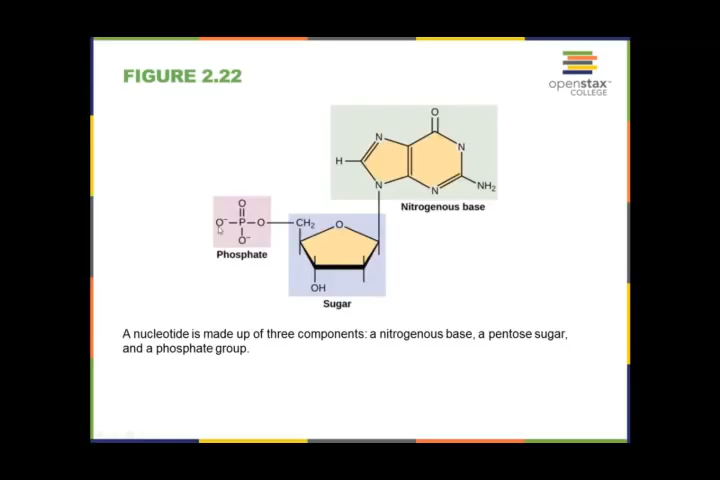 FIGURE 2.22
openstax™
COLLEGE
O
N
N
H
N
N
NH2
Nitrogenous base
O
O⁻ P O CH2 O
O⁻
Phosphate
OH
Sugar
A nucleotide is made up of three components: a nitrogenous base, a pentose sugar,
and a phosphate group.